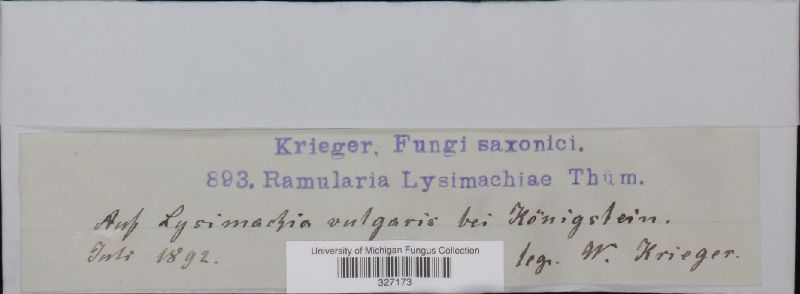 Krieger, Fungi saxonici.
893. Ramularia Lysimachiae Thüm.
Auf Lysimachia vulgaris bei Königstein.
Juli 1892.
leg. W. Krieger.
University of Michigan Fungus Collection
327173